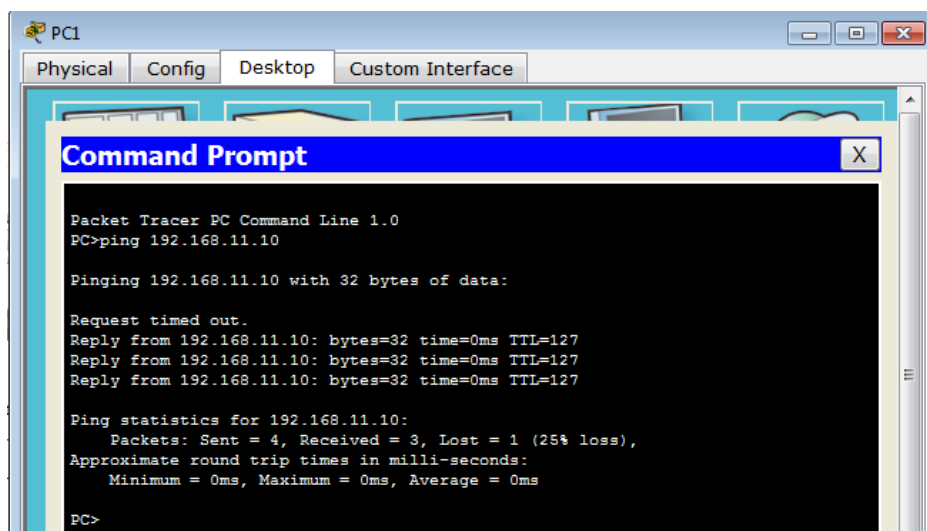 PC1
Physical Config Desktop Custom Interface
Command Prompt X
Packet Tracer PC Command Line 1.0
PC>ping 192.168.11.10
Pinging 192.168.11.10 with 32 bytes of data:
Request timed out.
Reply from 192.168.11.10: bytes=32 time=0ms TTL=127
Reply from 192.168.11.10: bytes=32 time=0ms TTL=127
Reply from 192.168.11.10: bytes=32 time=0ms TTL=127
Ping statistics for 192.168.11.10:
Packets: Sent = 4, Received = 3, Lost = 1 (25% loss),
Approximate round trip times in milli-seconds:
Minimum = 0ms, Maximum = 0ms, Average = 0ms
PC>